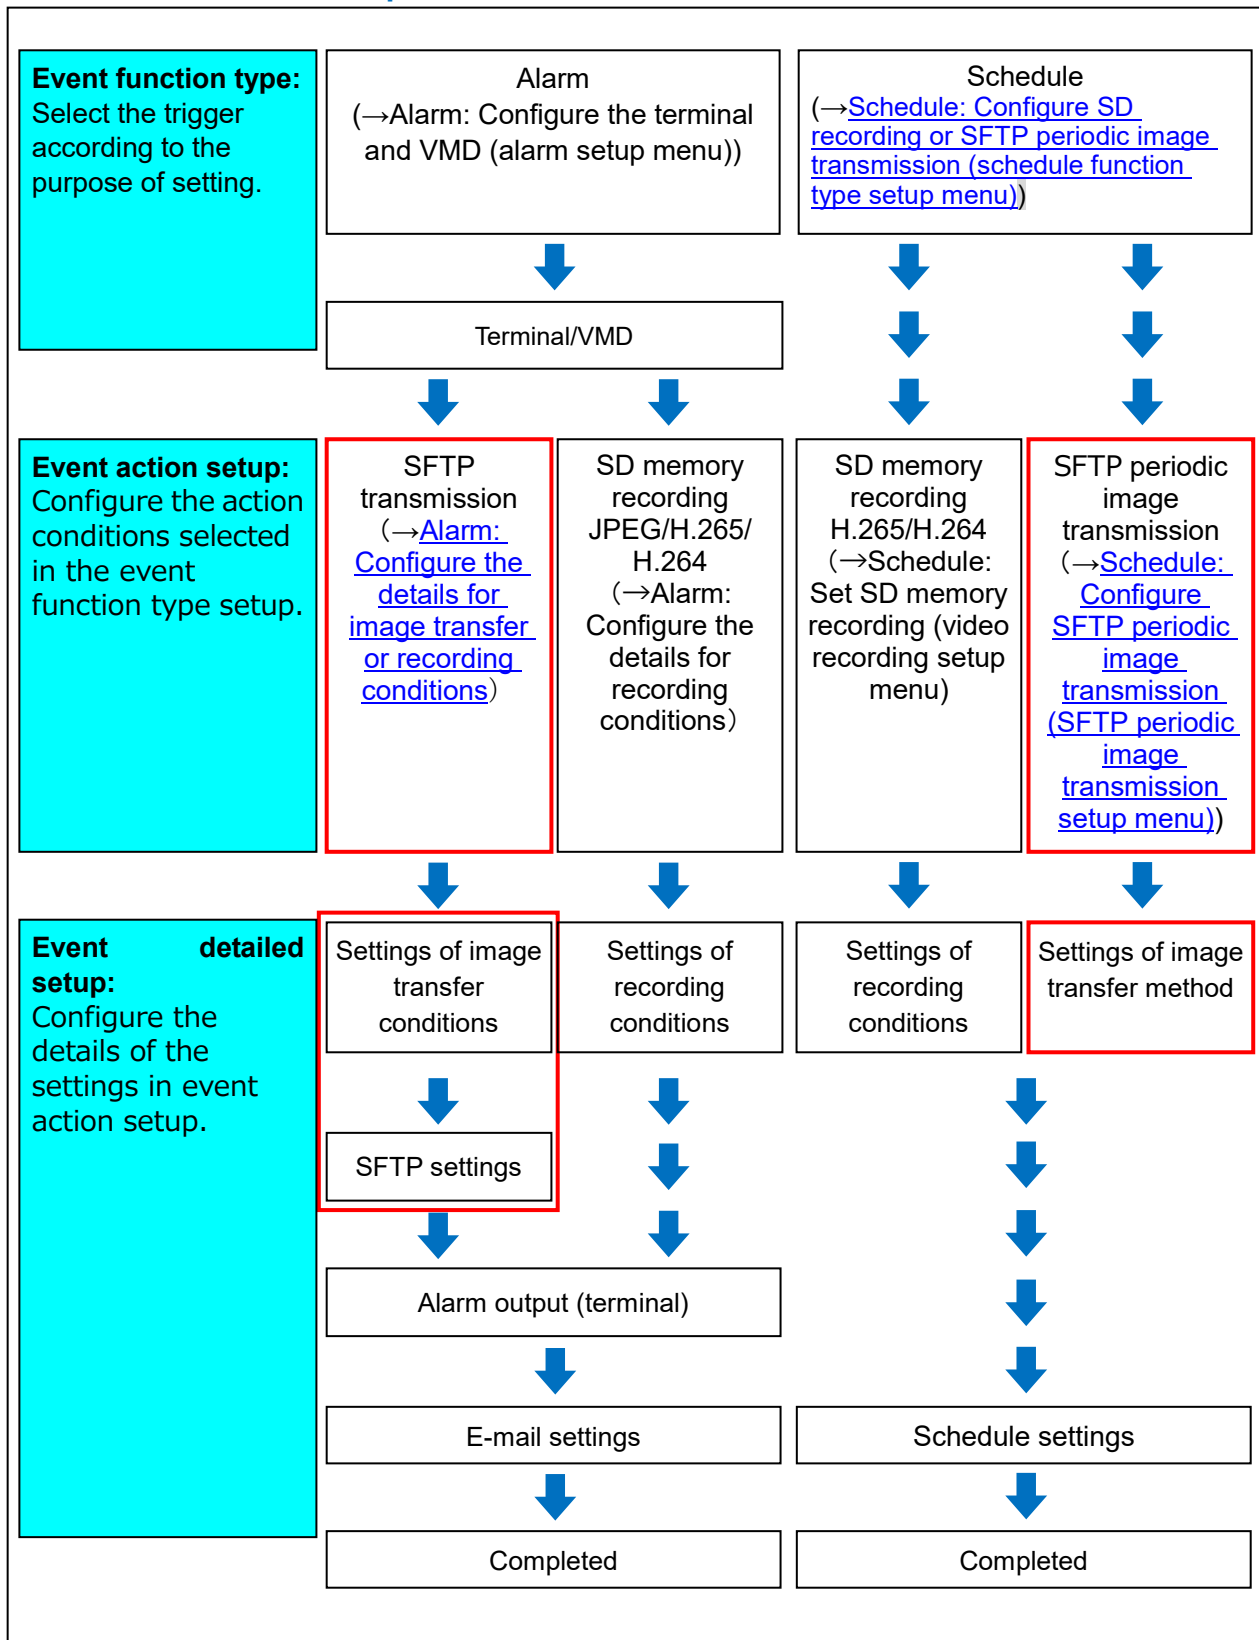 Event function type:
Select the trigger
according to the
purpose of setting.
Alarm
(→Alarm: Configure the terminal
and VMD (alarm setup menu))
Schedule
(→Schedule: Configure SD
recording or SFTP periodic image
transmission (schedule function
type setup menu))
Terminal/VMD
Event action setup:
Configure the action
conditions selected
in the event
function type setup.
SFTP
transmission
（→Alarm:
Configure the
details for
image transfer
or recording
conditions）
SD memory
recording
JPEG/H.265/
H.264
（→Alarm:
Configure the
details for
recording
conditions）
SD memory
recording
H.265/H.264
（→Schedule:
Set SD memory
recording (video
recording setup
menu)
SFTP periodic
image
transmission
（→Schedule:
Configure
SFTP periodic
image
transmission
(SFTP periodic
image
transmission
setup menu))
Event detailed
setup:
Configure the
details of the
settings in event
action setup.
Settings of image
transfer
conditions
Settings of
recording
conditions
Settings of
recording
conditions
Settings of image
transfer method
SFTP settings
Alarm output (terminal)
E-mail settings
Schedule settings
Completed
Completed